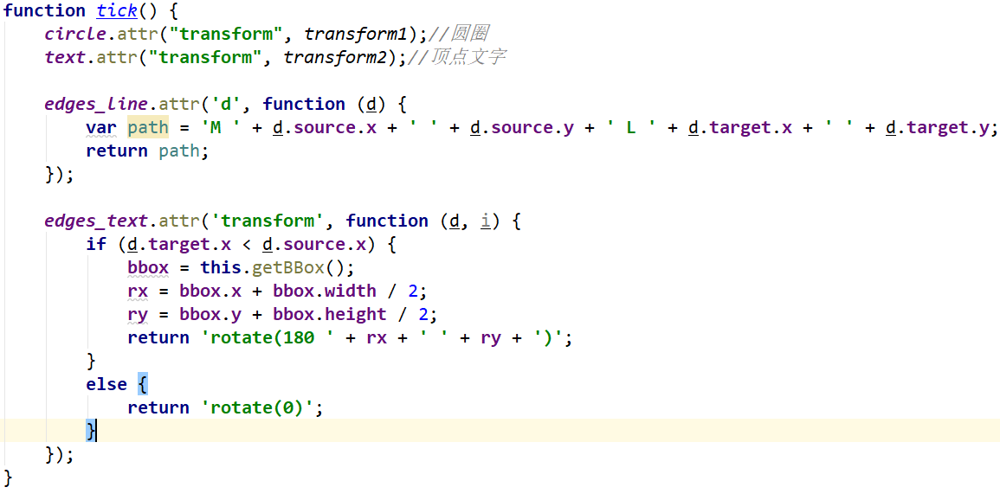 function tick() {
    circle.attr("transform", transform1);//圆圈
    text.attr("transform", transform2);//顶点文字

    edges_line.attr('d', function (d) {
        var path = 'M ' + d.source.x + ' ' + d.source.y + ' L ' + d.target.x + ' ' + d.target.y;
        return path;
    });

    edges_text.attr('transform', function (d, i) {
        if (d.target.x < d.source.x) {
            bbox = this.getBBox();
            rx = bbox.x + bbox.width / 2;
            ry = bbox.y + bbox.height / 2;
            return 'rotate(180 ' + rx + ' ' + ry + ')';
        }
        else {
            return 'rotate(0)';
        }
    });
}